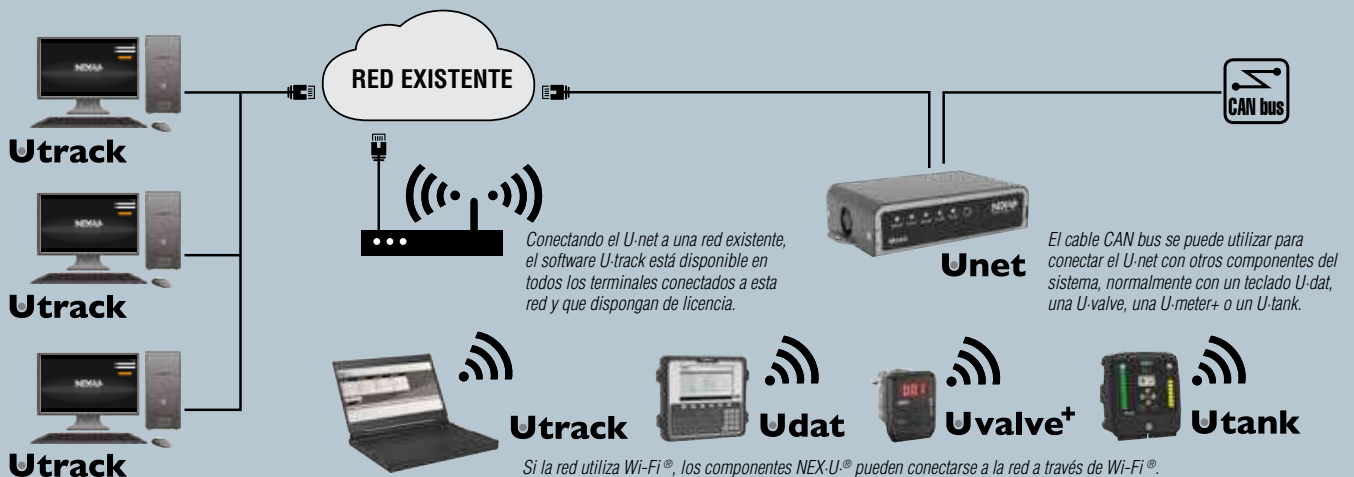 RED EXISTENTE
CAN bus
Utrack
NEX·U·
Conectando el U·net a una red existente,
el software U·track está disponible en
todos los terminales conectados a esta
red y que dispongan de licencia.
Unet
El cable CAN bus se puede utilizar para
conectar el U·net con otros componentes del
sistema, normalmente con un teclado U·dat,
una U·valve, una U·meter+ o un U·tank.
Utrack
Utrack
Utrack
Udat
Uvalve+
Utank
Si la red utiliza Wi-Fi ®, los componentes NEX·U·® pueden conectarse a la red a través de Wi-Fi ®.